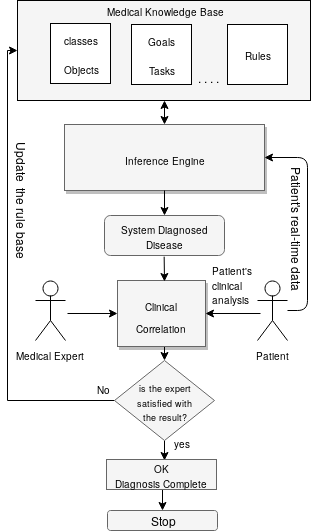 Medical Knowledge Base
classes
Objects
Goals
Tasks
. . . .
Rules
Inference Engine
Update the rule base
Patient's real-time data
System Diagnosed
Disease
Patient's
clinical
analysis
Clinical
Correlation
Medical Expert
Patient
is the expert
satisfied with
the result?
No
yes
OK
Diagnosis Complete
Stop